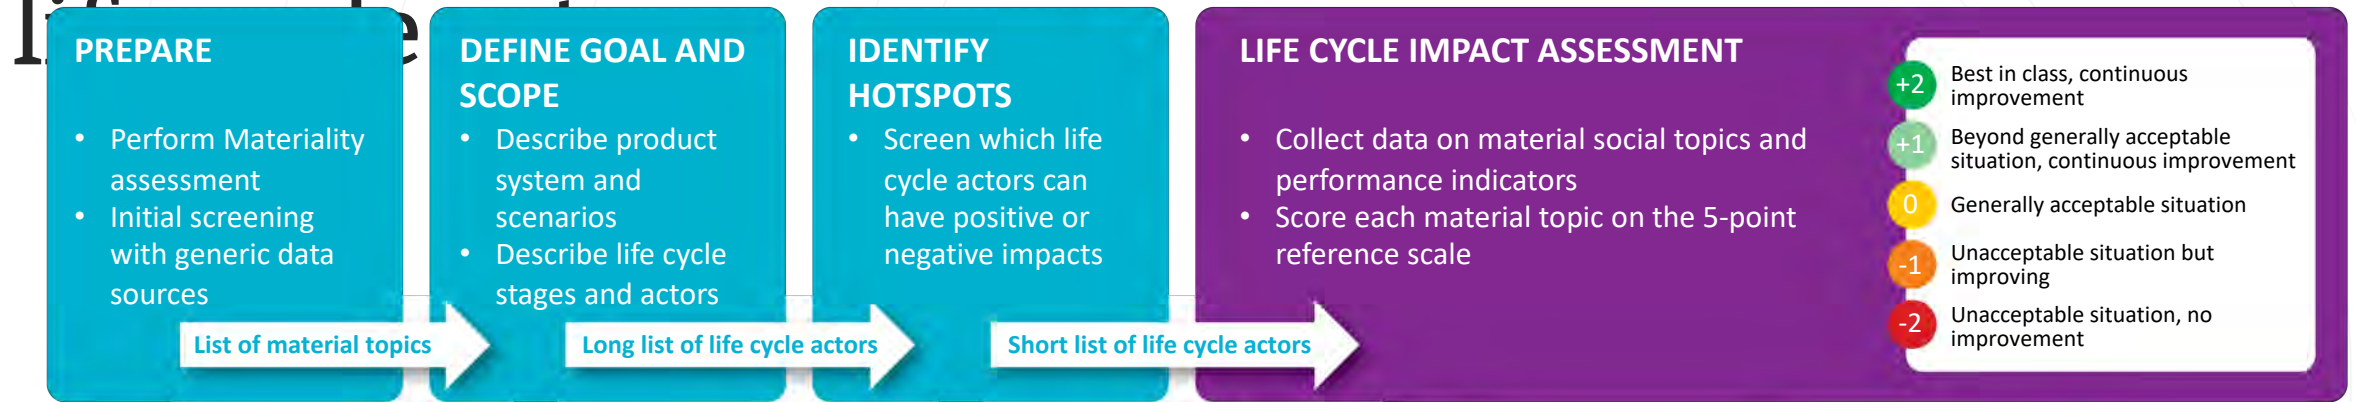 PREPARE
• Perform Materiality
assessment
• Initial screening
with generic data
sources
List of material topics
DEFINE GOAL AND
SCOPE
• Describe product
system and
scenarios
• Describe life cycle
stages and actors
Long list of life cycle actors
IDENTIFY
HOTSPOTS
• Screen which life
cycle actors can
have positive or
negative impacts
Short list of life cycle actors
LIFE CYCLE IMPACT ASSESSMENT
• Collect data on material social topics and
performance indicators
• Score each material topic on the 5-point
reference scale
+2 Best in class, continuous
improvement
+1 Beyond generally acceptable
situation, continuous improvement
0 Generally acceptable situation
-1 Unacceptable situation but
improving
-2 Unacceptable situation, no
improvement